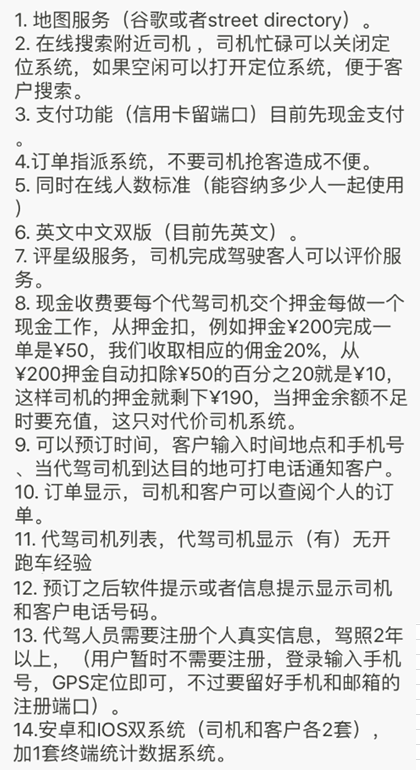 1. 地图服务（谷歌或者street directory）。
2. 在线搜索附近司机 ，司机忙碌可以关闭定
位系统，如果空闲可以打开定位系统，便于客
户搜索。
3. 支付功能（信用卡留端口）目前先现金支付
。
4.订单指派系统，不要司机抢客造成不便。
5. 同时在线人数标准（能容纳多少人一起使用
）
6. 英文中文双版（目前先英文）。
7. 评星级服务，司机完成驾驶客人可以评价服
务。
8. 现金收费要每个代驾司机交个押金每做一个
现金工作，从押金扣，例如押金¥200完成一
单是¥50，我们收取相应的佣金20%，从
¥200押金自动扣除¥50的百分之20就是¥10，
这样司机的押金就剩下¥190，当押金余额不足
时要充值，这只对代价司机系统。
9. 可以预订时间，客户输入时间地点和手机号
、当代驾司机到达目的地可打电话通知客户。
10. 订单显示，司机和客户可以查阅个人的订
单。
11. 代驾司机列表，代驾司机显示（有）无开
跑车经验
12. 预订之后软件提示或者信息提示显示司机
和客户电话号码。
13. 代驾人员需要注册个人真实信息，驾照2年
以上，（用户暂时不需要注册，登录输入手机
号，GPS定位即可，不过要留好手机和邮箱的
注册端口）。
14.安卓和IOS双系统（司机和客户各2套），
加1套终端统计数据系统。